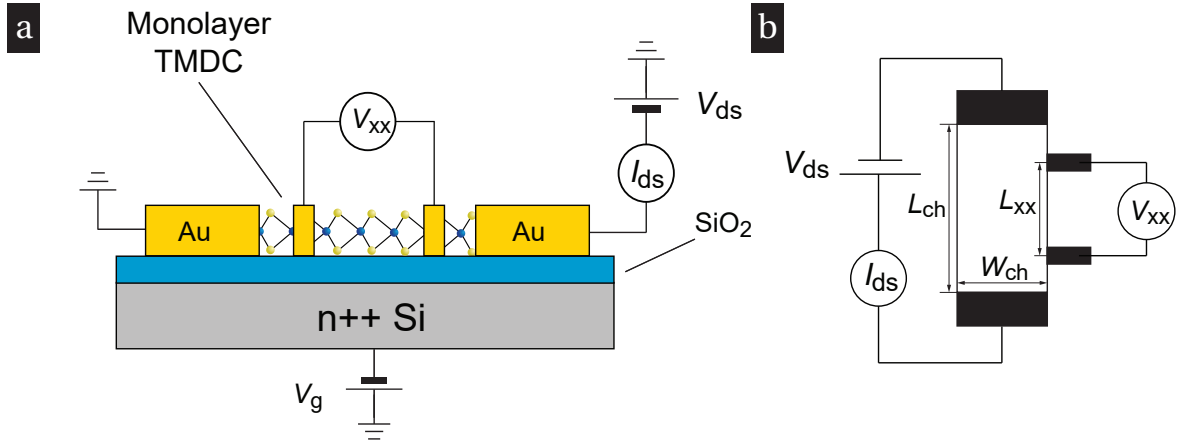 a
Monolayer
TMDC
Vxx
Vds
Ids
Au
Au
SiO2
n++ Si
Vg
b
Vds
Lch
Lxx
Vxx
Wch
Ids